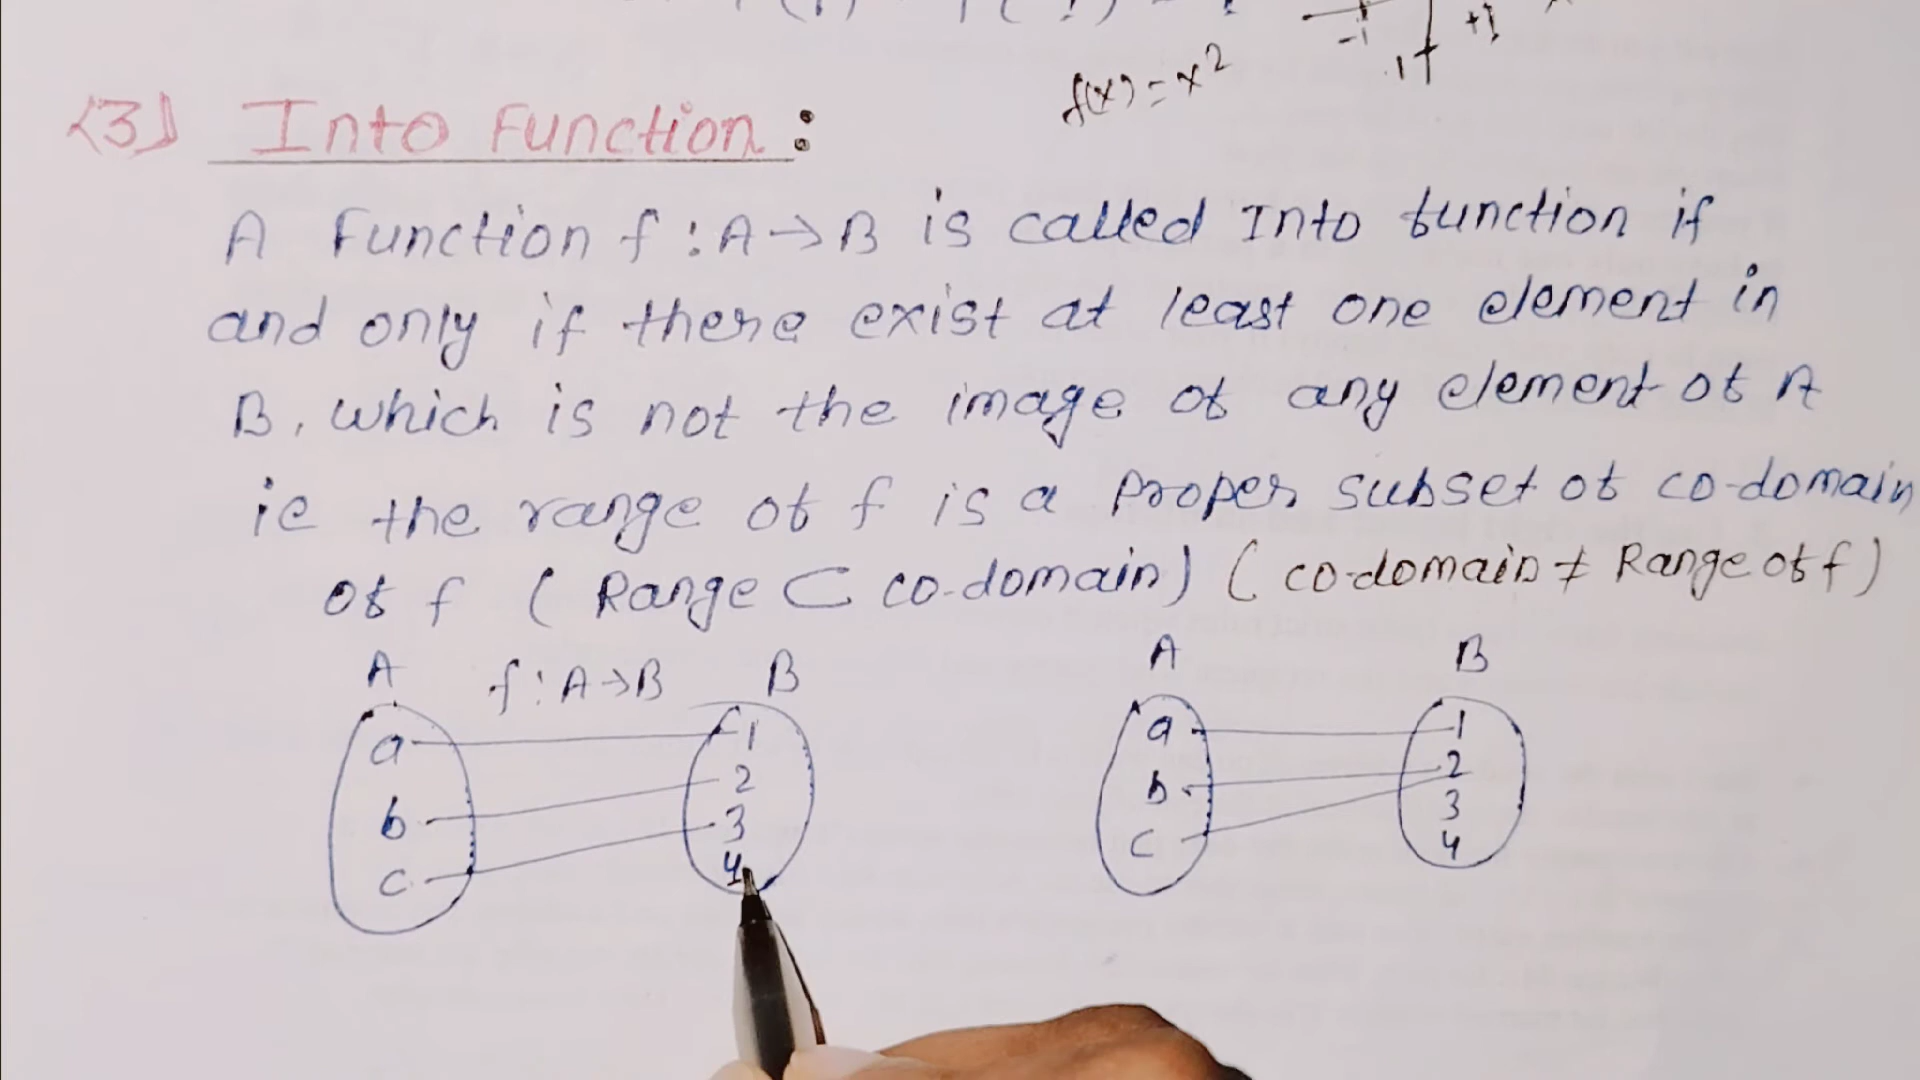 f(x) = x²
-1 +1
(3) Into Function :
A Function f : A → B is called Into function if
and only if there exist at least one element in
B, which is not the image of any element of A
ie the range of f is a proper subset of co-domain
of f ( Range ⊂ co-domain) ( co-domain ≠ Range of f )
A f : A → B B
a 1
b 2
c 3
4
A B
a 1
b 2
c 3
4